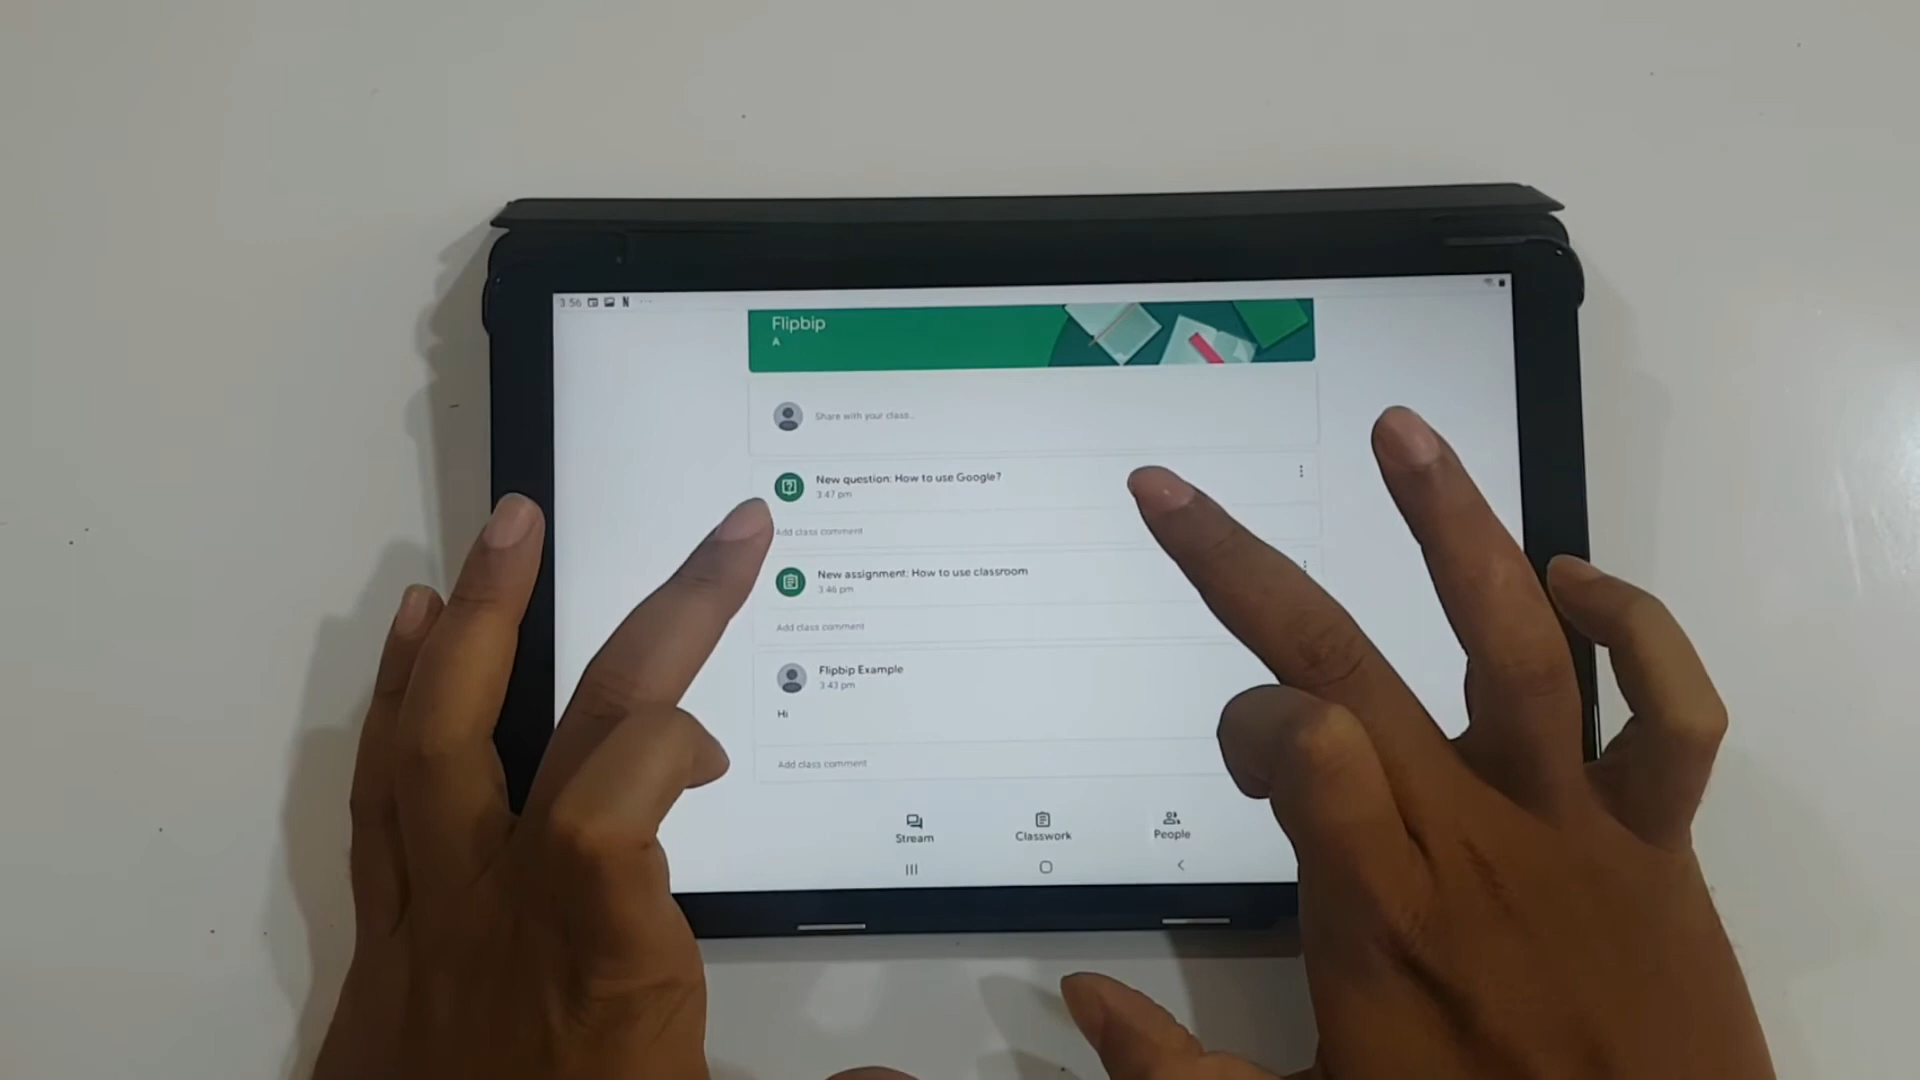 3:56
Flipbip
A
Share with your class...
New question: How to use Google?
3:47 pm
Add class comment
New assignment: How to use classroom
3:46 pm
Add class comment
Flipbip Example
3:43 pm
Hi
Add class comment
Stream
Classwork
People